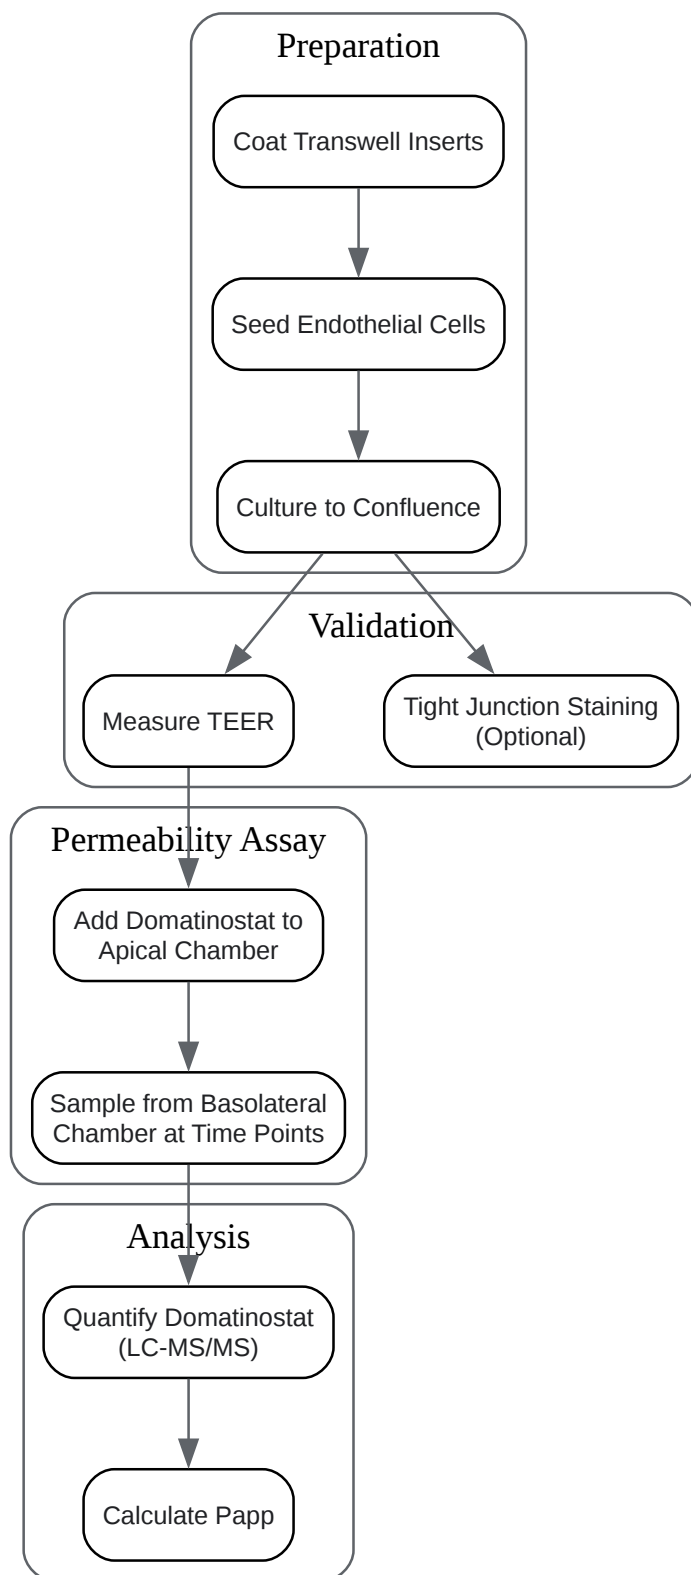 Preparation
Coat Transwell Inserts
Seed Endothelial Cells
Culture to Confluence
Validation
Measure TEER
Tight Junction Staining
(Optional)
Permeability Assay
Add Domatinostat to
Apical Chamber
Sample from Basolateral
Chamber at Time Points
Analysis
Quantify Domatinostat
(LC-MS/MS)
Calculate Papp